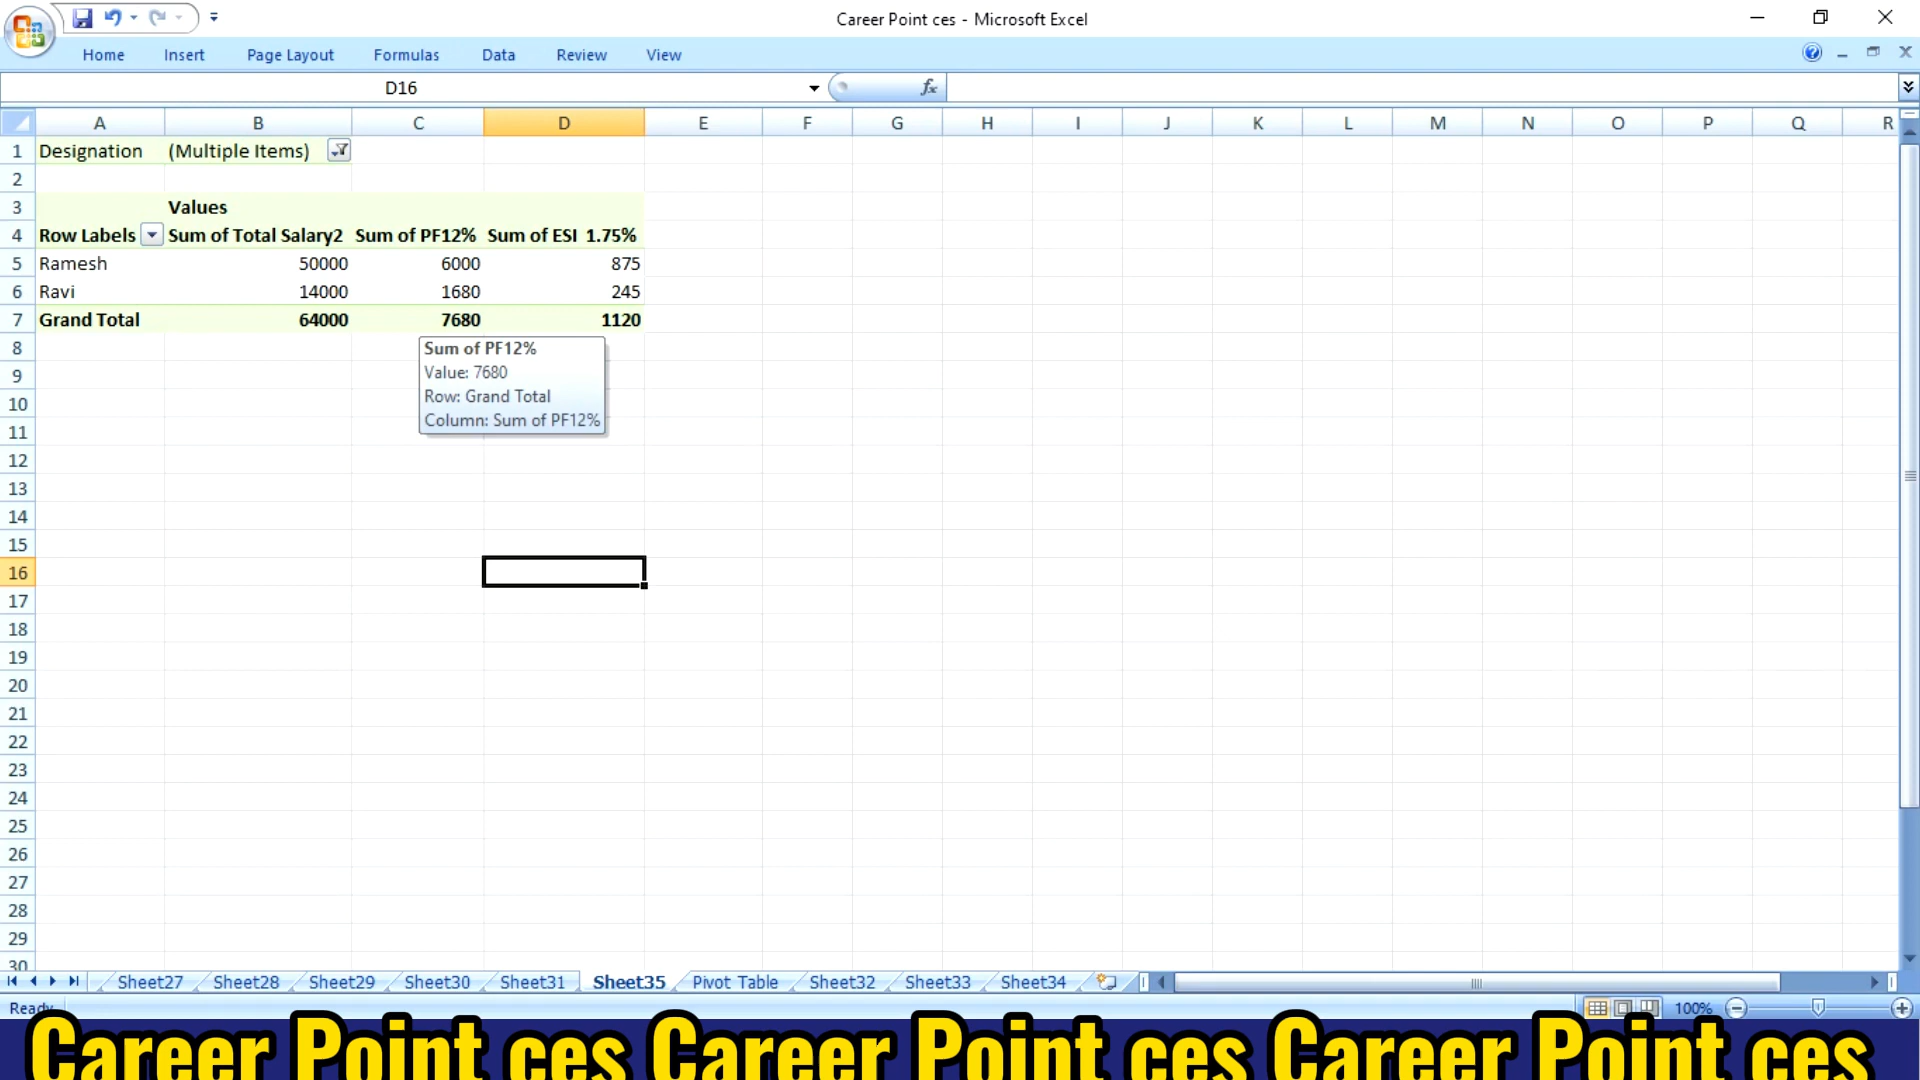 Career Point ces - Microsoft Excel
Home Insert Page Layout Formulas Data Review View
D16 fx
A B C D E F G H I J K L M N O P Q R
1 Designation (Multiple Items)
2
3 Values
4 Row Labels Sum of Total Salary2 Sum of PF12% Sum of ESI 1.75%
5 Ramesh 50000 6000 875
6 Ravi 14000 1680 245
7 Grand Total 64000 7680 1120
8 Sum of PF12%
9 Value: 7680
10 Row: Grand Total
11 Column: Sum of PF12%
12
13
14
15
16
17
18
19
20
21
22
23
24
25
26
27
28
29
30
Sheet27 Sheet28 Sheet29 Sheet30 Sheet31 Sheet35 Pivot Table Sheet32 Sheet33 Sheet34
Ready 100%
Career Point ces Career Point ces Career Point ces